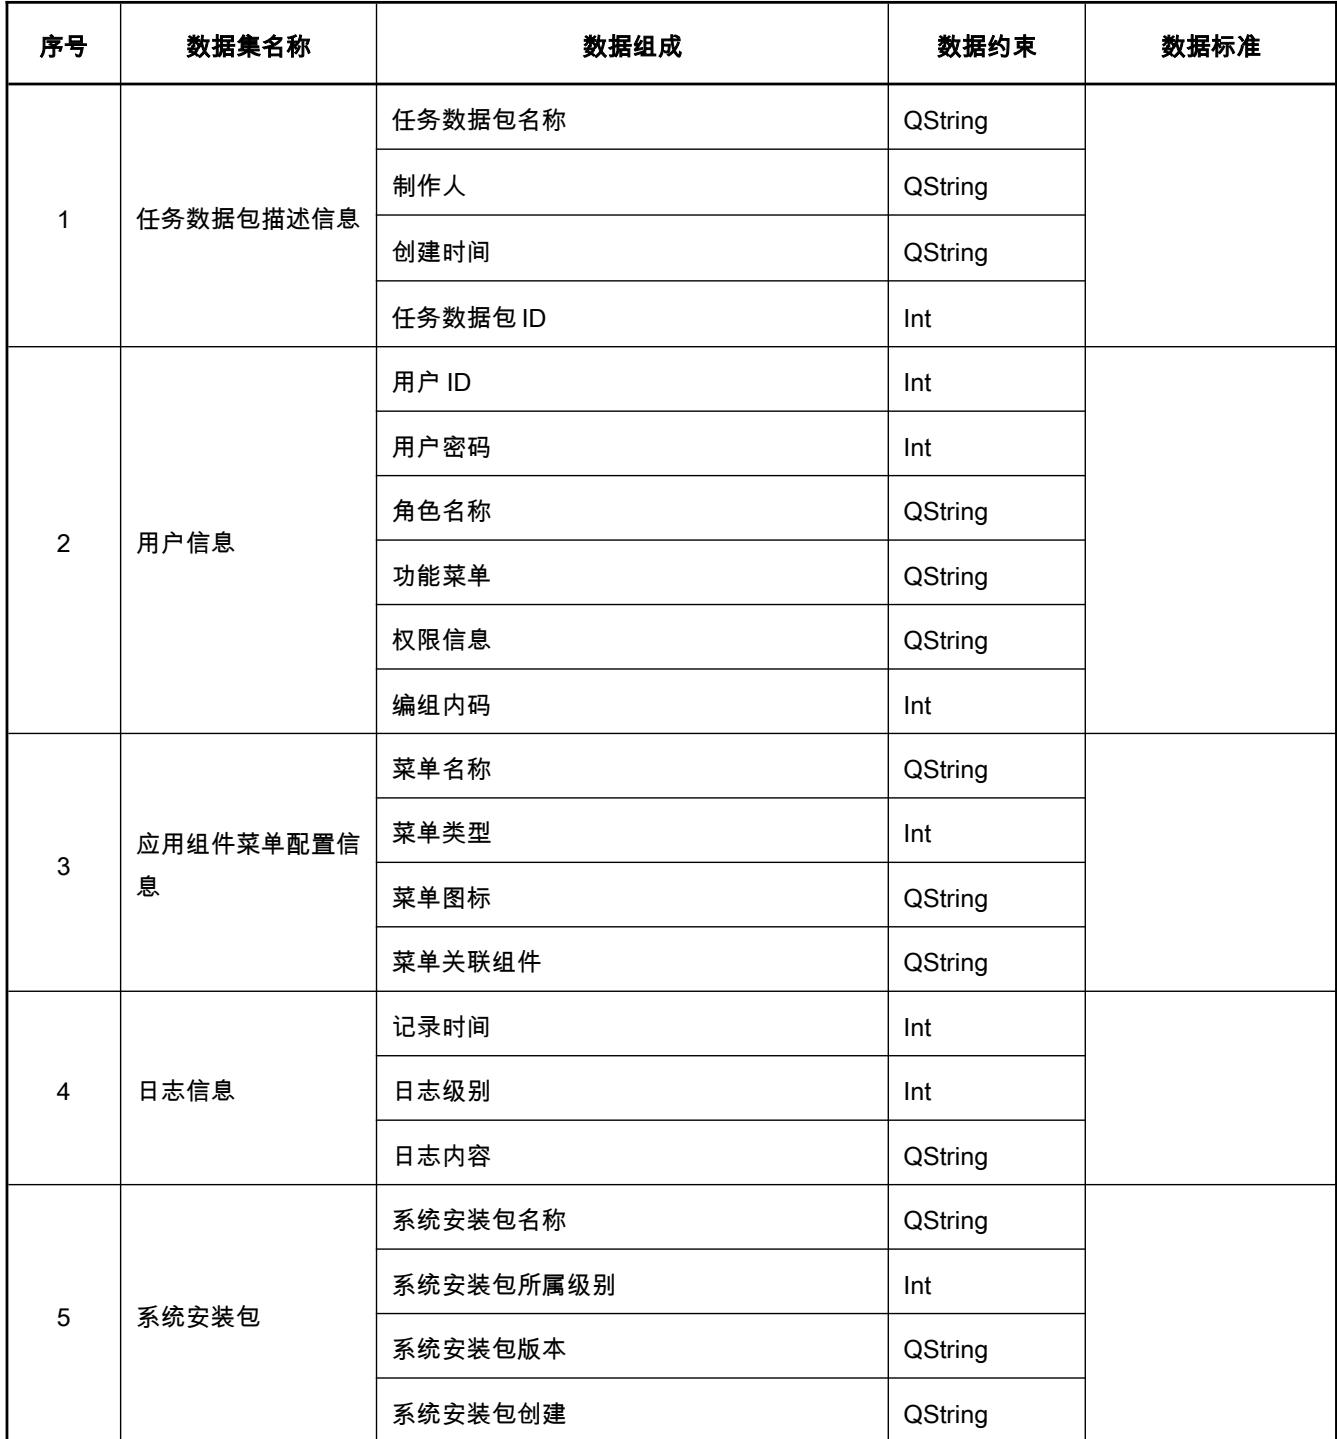 序号 数据集名称 数据组成 数据约束 数据标准
任务数据包名称 QString
制作人 QString
1 任务数据包描述信息
创建时间 QString
任务数据包 ID Int
用户 ID Int
用户密码 Int
角色名称 QString
2 用户信息
功能菜单 QString
权限信息 QString
编组内码 Int
菜单名称 QString
菜单类型 Int
3 应用组件菜单配置信
息
菜单图标 QString
菜单关联组件 QString
记录时间 Int
4 日志信息 日志级别 Int
日志内容 QString
系统安装包名称 QString
系统安装包所属级别 Int
5 系统安装包
系统安装包版本 QString
系统安装包创建 QString